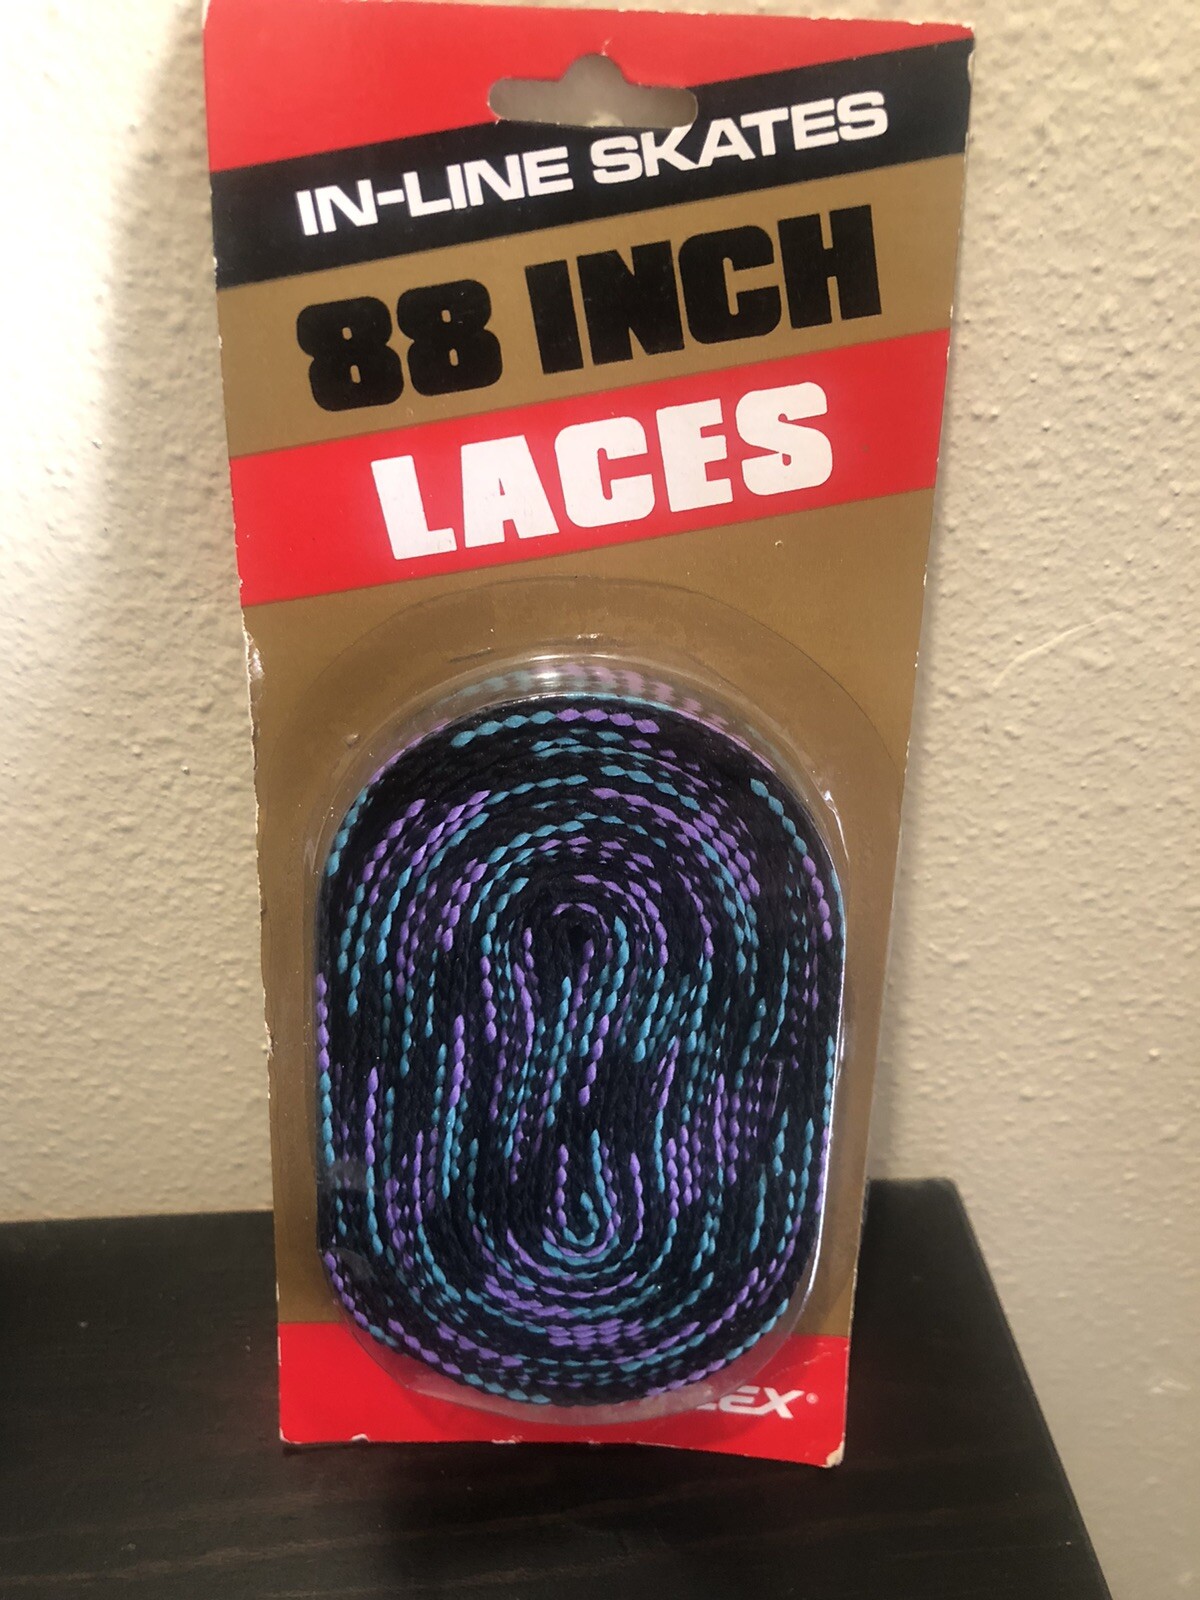 IN-LINE SKATES
88 INCH
LACES